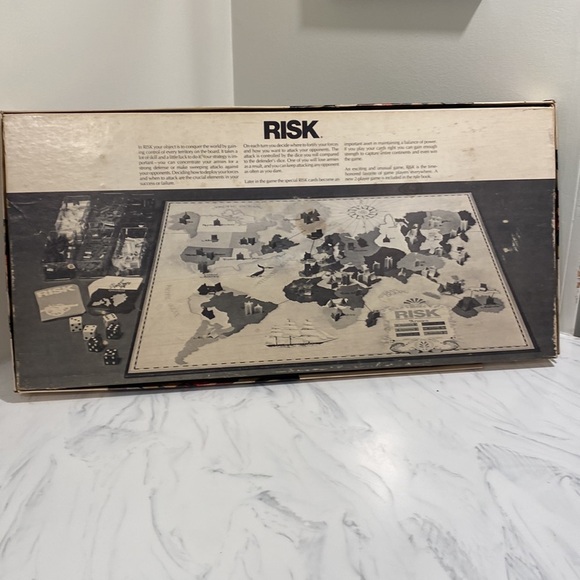 RISK
In RISK your object is to conquer the world by gain-
ing control of every territory on the board. It takes a
lot of skill and a little luck to do it. Your strategy is im-
portant—you can concentrate your armies for a
strong defense or make sweeping attacks against
your opponents. Deciding how to deploy your forces
and when to attack are the crucial elements in your
success or failure.
On each turn you decide where to fortify your forces
and how you want to attack your opponents. The
attack is controlled by the dice you roll compared
to the defender's dice. One of you will lose armies
as a result, and you can keep attacking any opponent
as often as you dare.
Later in the game the special RISK cards become an
important asset in maintaining a balance of power.
If you play your cards right you can gain enough
strength to capture entire continents and even win
the game.
An exciting and unusual game, Risk is the time-
honored favorite of game players everywhere. A
new 2-player game is included in the rule book.
RISK
RISK